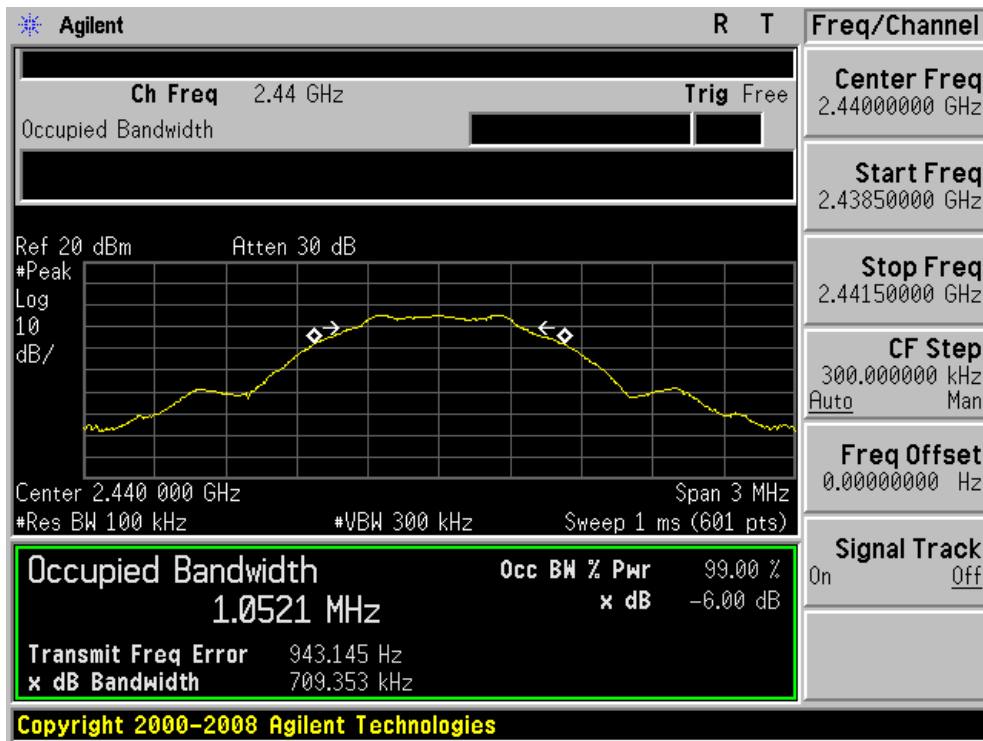 Agilent R T
Ch Freq 2.44 GHz Trig Free
Occupied Bandwidth
Ref 20 dBm Atten 30 dB
#Peak
Log
10
dB/
Center 2.440 000 GHz Span 3 MHz
#Res BW 100 kHz #VBW 300 kHz Sweep 1 ms (601 pts)
Occupied Bandwidth Occ BW % Pwr 99.00 %
1.0521 MHz x dB -6.00 dB
Transmit Freq Error 943.145 Hz
x dB Bandwidth 709.353 kHz
Copyright 2000-2008 Agilent Technologies
Freq/Channel
Center Freq
2.44000000 GHz
Start Freq
2.43850000 GHz
Stop Freq
2.44150000 GHz
CF Step
300.000000 kHz
Auto Man
Freq Offset
0.00000000 Hz
Signal Track
On Off